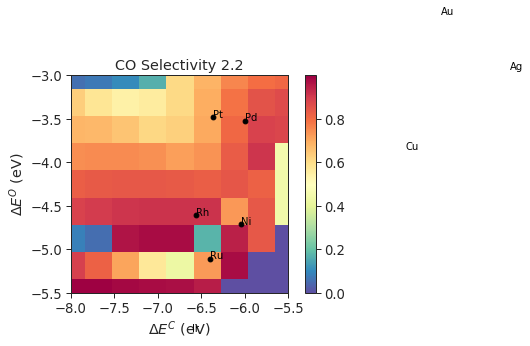 Au
CO Selectivity 2.2
Ag
−3.0
−3.5
−4.0
−4.5
−5.0
−5.5
ΔE^O (eV)
Pt
Pd
Cu
Rh
Ni
Ru
0.8
0.6
0.4
0.2
0.0
−8.0 −7.5 −7.0 −6.5 −6.0 −5.5
ΔE^C (eV)
Ir